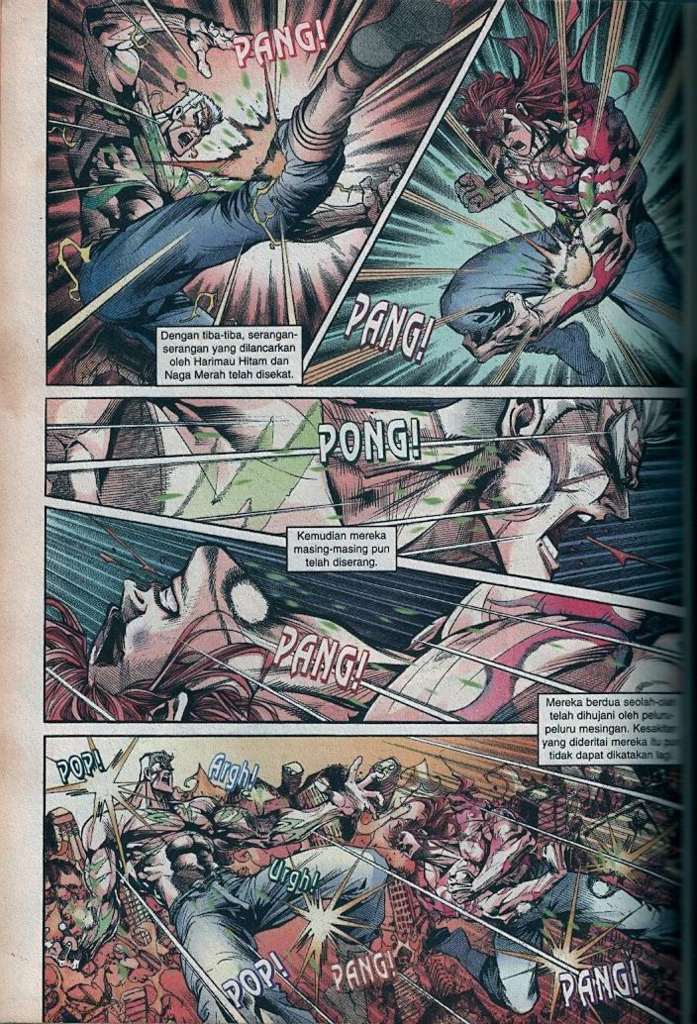 PANG!
Dengan tiba-tiba, serangan-
serangan yang dilancarkan
oleh Harimau Hitam dan
Naga Merah telah disekat.
PANG!
PONG!
Kemudian mereka
masing-masing pun
telah diserang.
PANG!
Mereka berdua seolah-olah
telah dihujani oleh peluru-
peluru mesingan. Kesakitan
yang dideritai mereka itu
tidak dapat dikatakan lagi.
POP!
Argh!
Urgh!
POP!
PANG!
PANG!